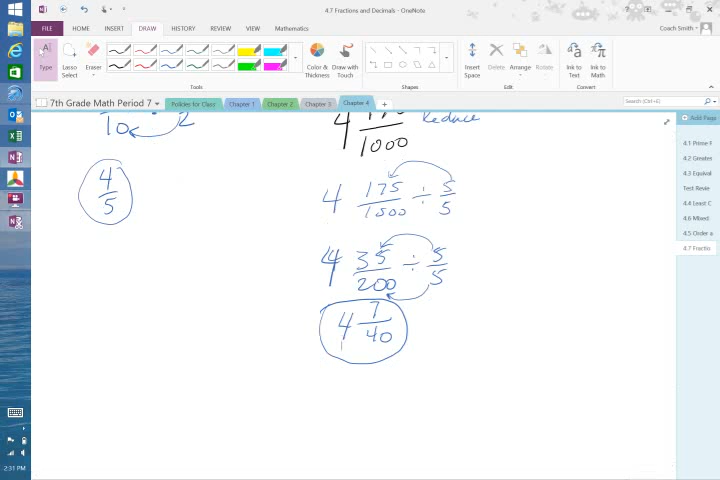 4.7 Fractions and Decimals - OneNote
FILE HOME INSERT DRAW HISTORY REVIEW VIEW Mathematics
Coach Smith
Type Lasso Select Eraser
Color & Thickness Draw with Touch
Insert Space Arrange Rotate
Ink to Text Ink to Math
Tools Shapes Edit Convert
7th Grade Math Period 7 Policies for Class Chapter 1 Chapter 2 Chapter 3 Chapter 4
Search (Ctrl+E)
Add Page
4.1 Prime F
4.2 Greates
4.3 Equival
Test Revie
4.4 Least C
4.6 Mixed
4.5 Order a
4.7 Fractio
10 2
4
1000
Reduce
4
5
4 175 ÷ 5
1500 5
4 35 ÷ 5
200 5
4 7
40
2:31 PM